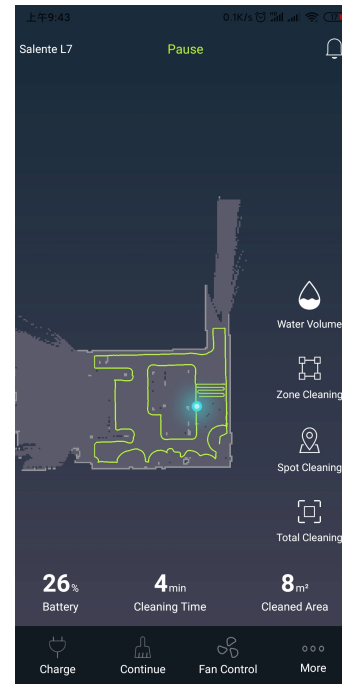 上午9:43 0.1K/s
Salente L7 Pause
Water Volume
Zone Cleaning
Spot Cleaning
Total Cleaning
26% 4min 8m²
Battery Cleaning Time Cleaned Area
Charge Continue Fan Control More